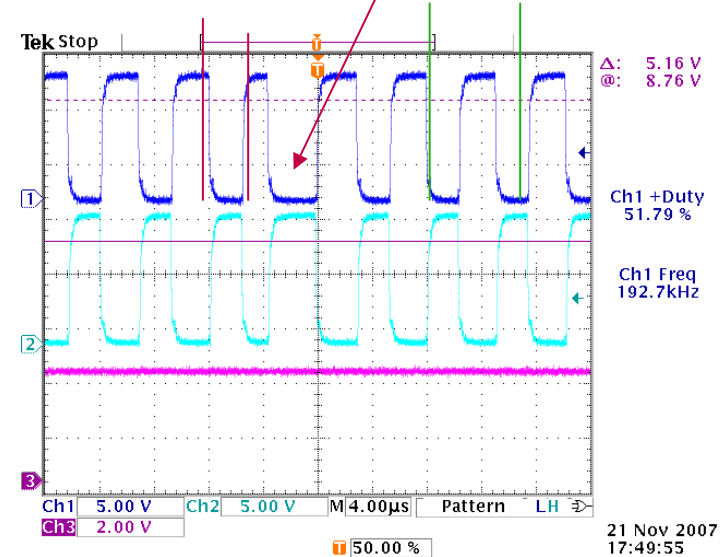 Tek Stop
T
T
Δ: 5.16 V
@: 8.76 V
1
Ch1 +Duty
51.79 %
Ch1 Freq
192.7kHz
2
3
Ch1 5.00 V Ch2 5.00 V M 4.00µs Pattern LH
Ch3 2.00 V
T 50.00 %
21 Nov 2007
17:49:55